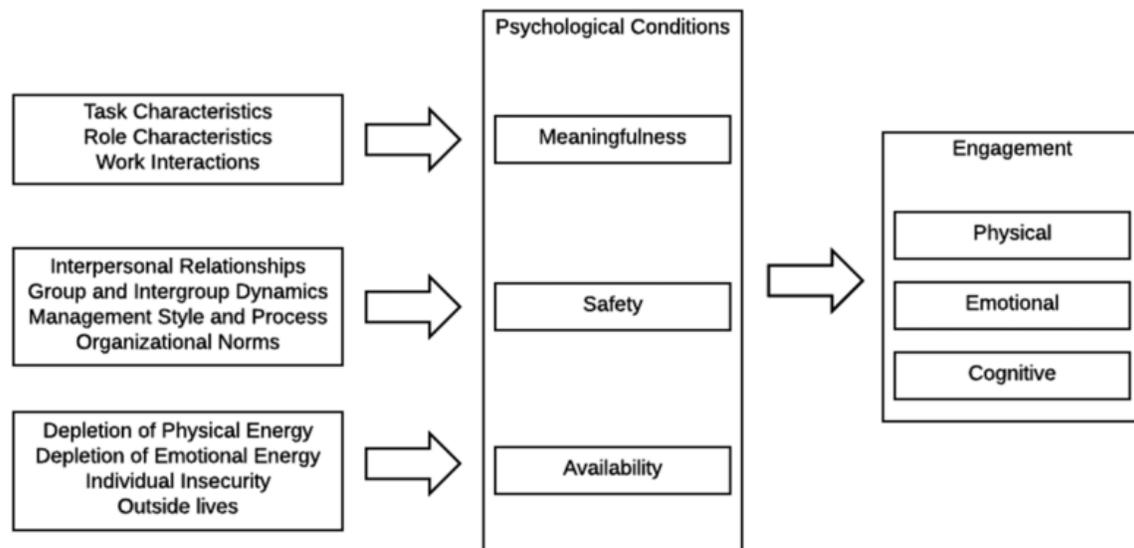 Psychological Conditions
Task Characteristics
Role Characteristics
Work Interactions
Meaningfulness
Engagement
Physical
Interpersonal Relationships
Group and Intergroup Dynamics
Management Style and Process
Organizational Norms
Safety
Emotional
Cognitive
Depletion of Physical Energy
Depletion of Emotional Energy
Individual Insecurity
Outside lives
Availability